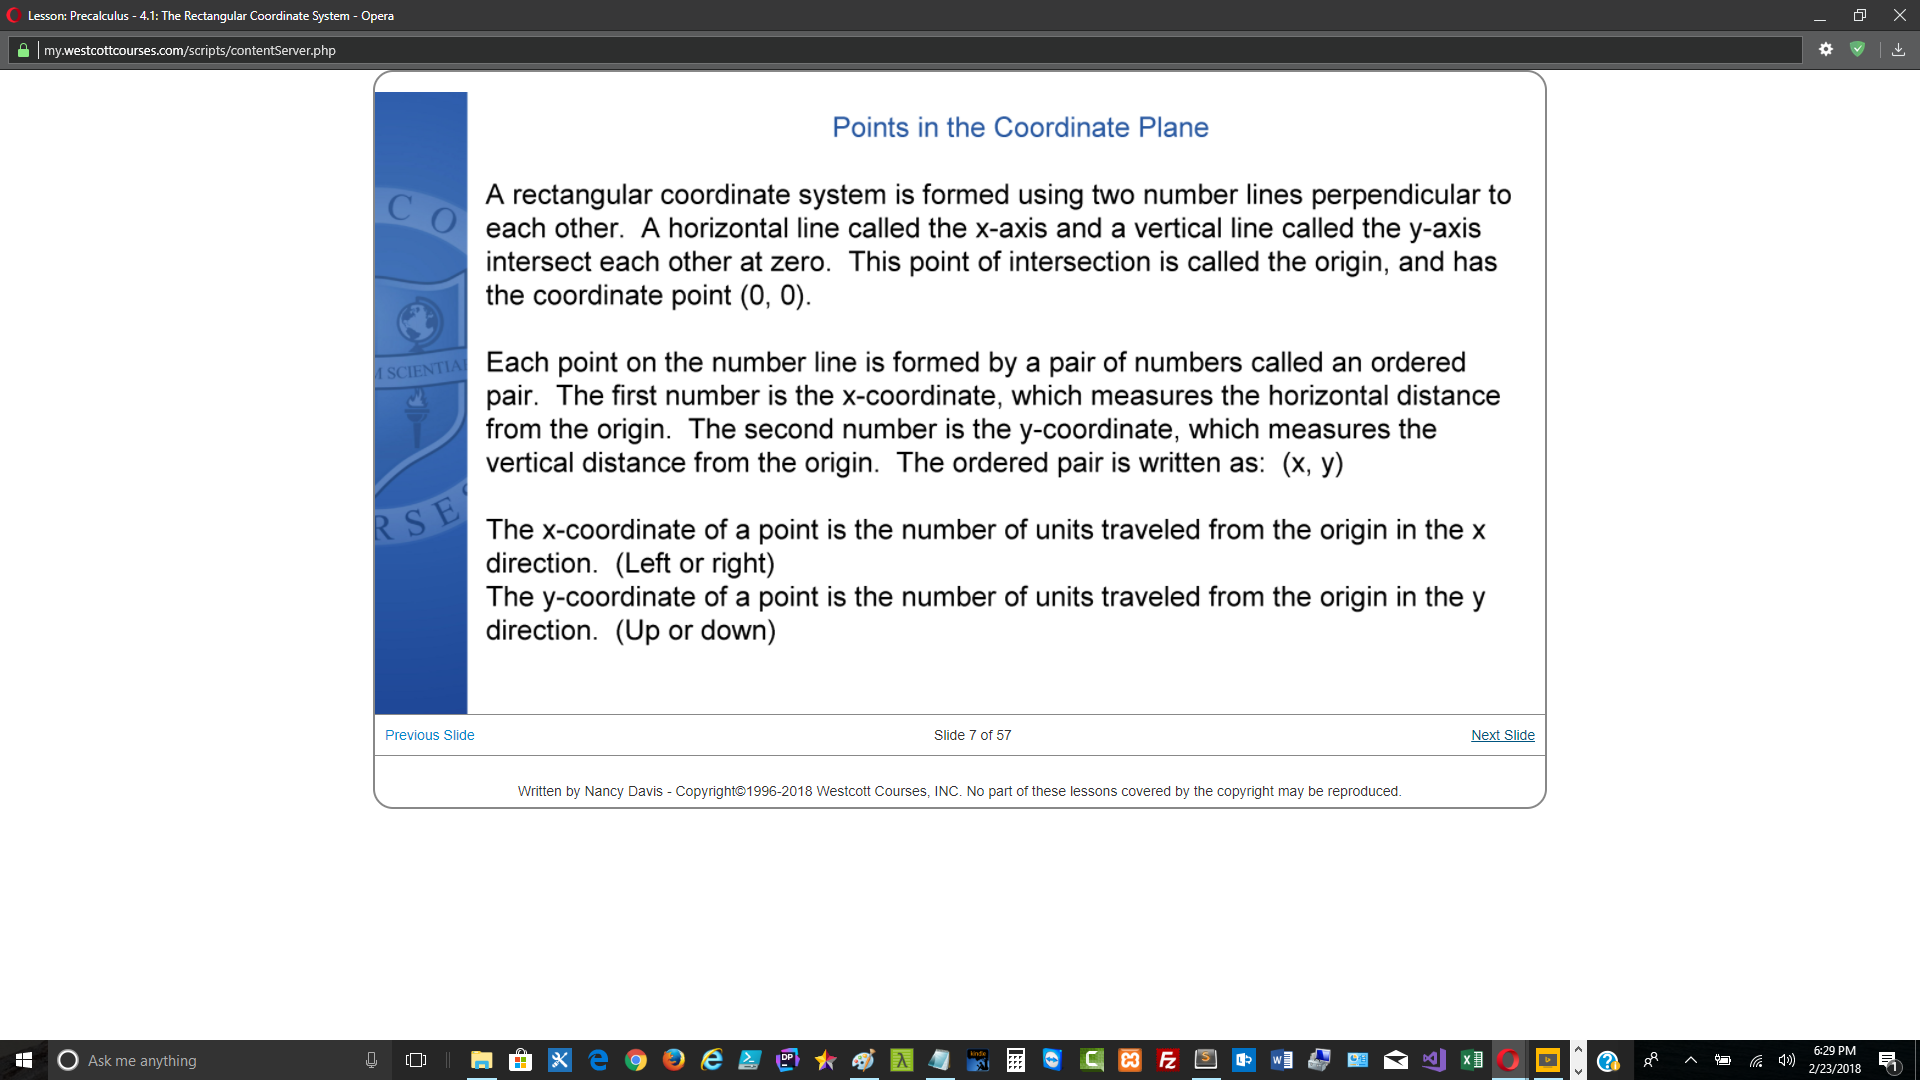 Lesson: Precalculus - 4.1: The Rectangular Coordinate System - Opera
my.westcottcourses.com/scripts/contentServer.php
Points in the Coordinate Plane
A rectangular coordinate system is formed using two number lines perpendicular to
each other.  A horizontal line called the x-axis and a vertical line called the y-axis
intersect each other at zero.  This point of intersection is called the origin, and has
the coordinate point (0, 0).
Each point on the number line is formed by a pair of numbers called an ordered
pair.  The first number is the x-coordinate, which measures the horizontal distance
from the origin.  The second number is the y-coordinate, which measures the
vertical distance from the origin.  The ordered pair is written as:  (x, y)
The x-coordinate of a point is the number of units traveled from the origin in the x
direction.  (Left or right)
The y-coordinate of a point is the number of units traveled from the origin in the y
direction.  (Up or down)
C O
M SCIENTIA
R S E S
Previous Slide
Slide 7 of 57
Next Slide
Written by Nancy Davis - Copyright©1996-2018 Westcott Courses, INC. No part of these lessons covered by the copyright may be reproduced.
Ask me anything
DP
kindle
6:29 PM
2/23/2018
1